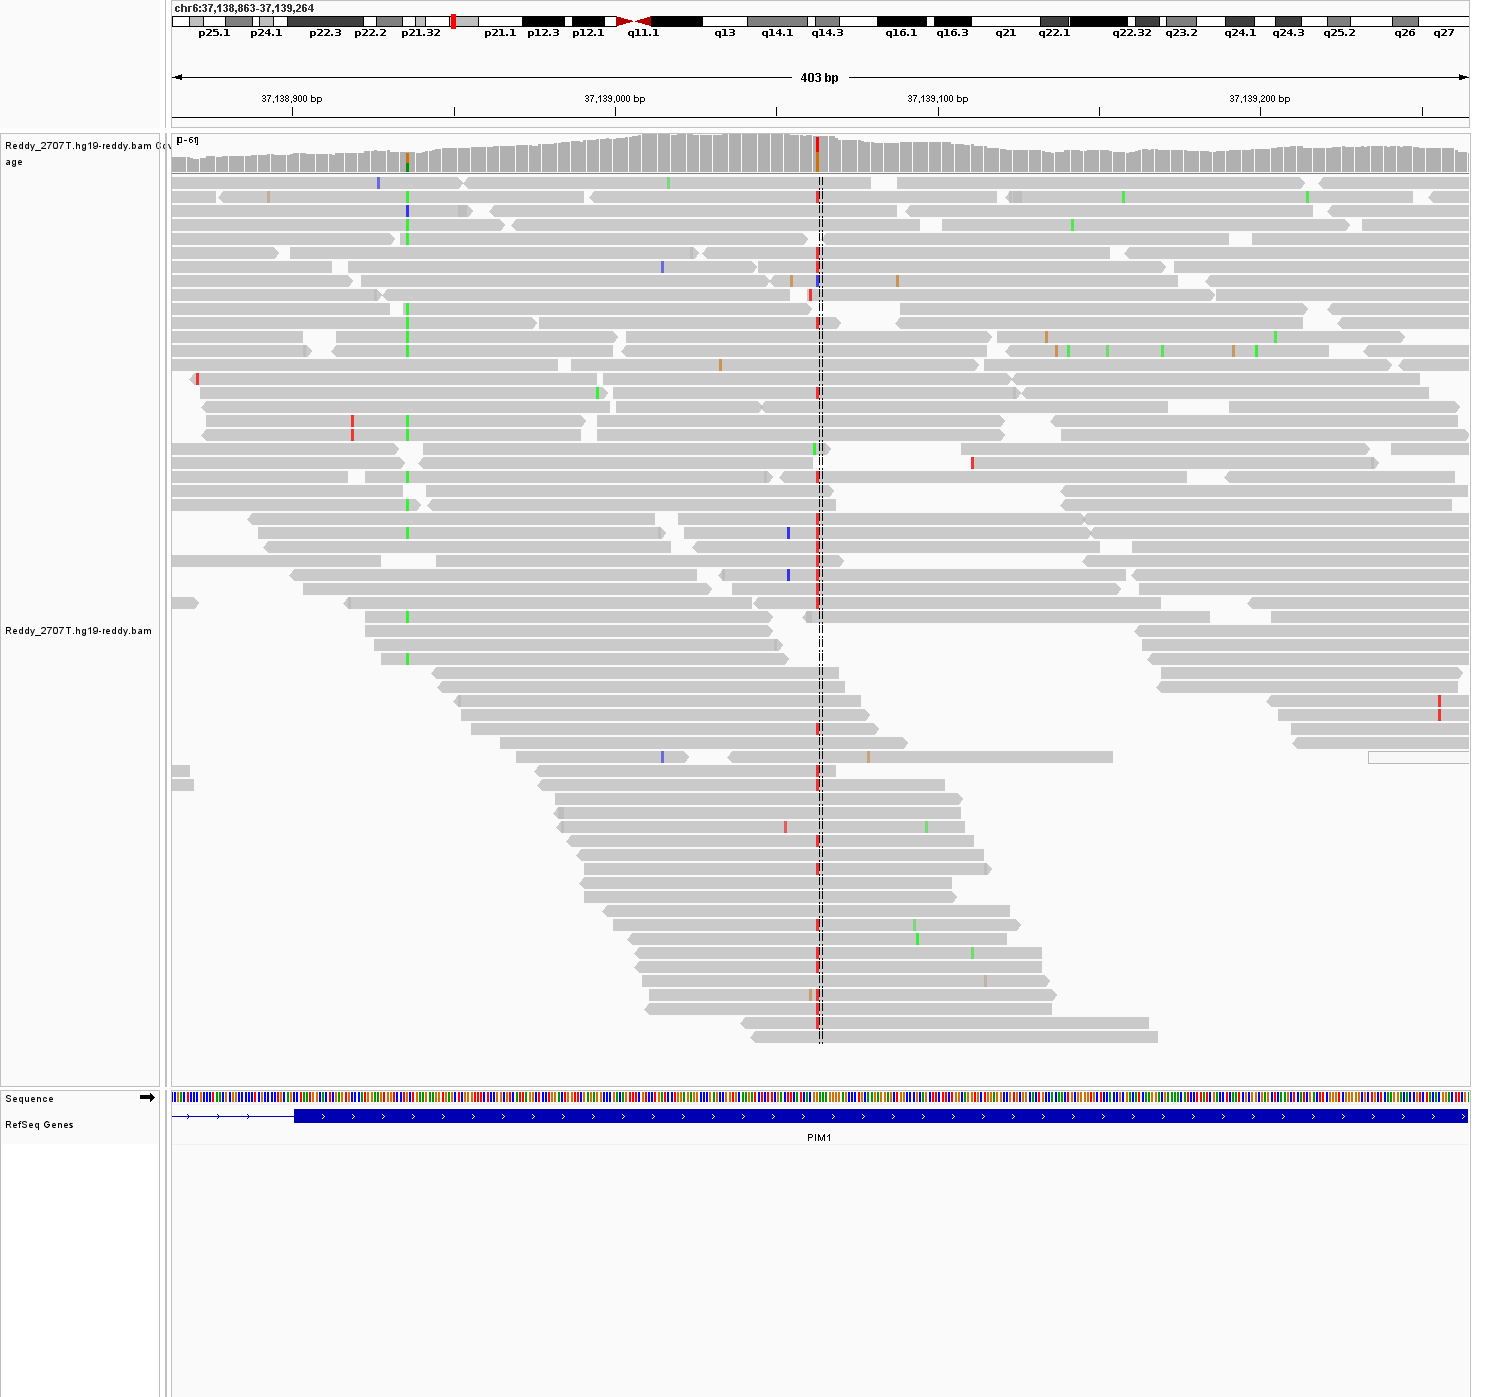 chr6:37,138,863-37,139,264
p25.1 p24.1 p22.3 p22.2 p21.32 p21.1 p12.3 p12.1 q11.1 q13 q14.1 q14.3 q16.1 q16.3 q21 q22.1 q22.32 q23.2 q24.1 q24.3 q25.2 q26 q27
403 bp
37,138,900 bp 37,139,000 bp 37,139,100 bp 37,139,200 bp
[0-61]
Reddy_2707T.hg19-reddy.bam Cov
age
Reddy_2707T.hg19-reddy.bam
Sequence
RefSeq Genes
PIM1